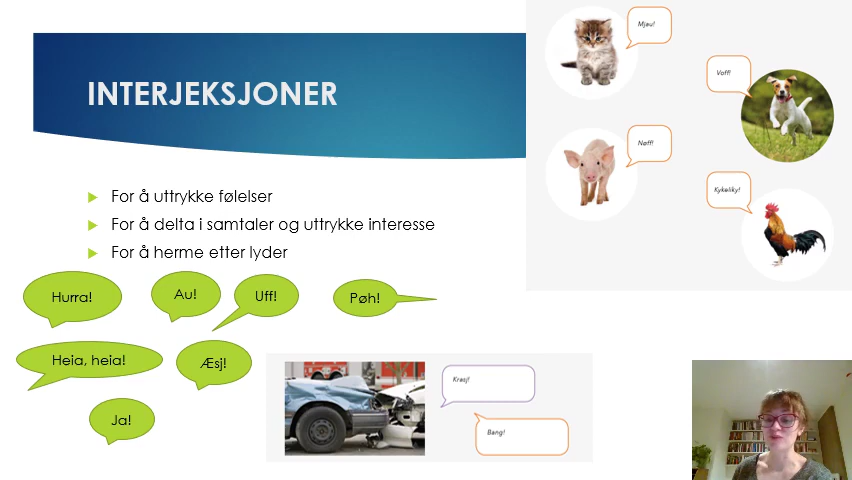 INTERJEKSJONER
For å uttrykke følelser
For å delta i samtaler og uttrykke interesse
For å herme etter lyder
Hurra!
Au!
Uff!
Pøh!
Heia, heia!
Æsj!
Ja!
Mjau!
Voff!
Nøff!
Kykeliky!
Krasj!
Bang!